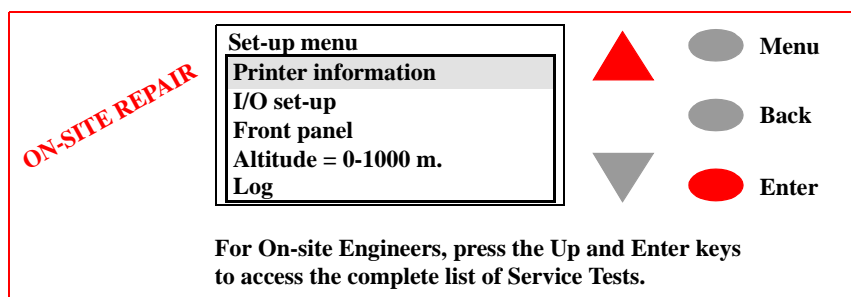 ON-SITE REPAIR
Set-up menu
Printer information
I/O set-up
Front panel
Altitude = 0-1000 m.
Log
Menu
Back
Enter
For On-site Engineers, press the Up and Enter keys
to access the complete list of Service Tests.